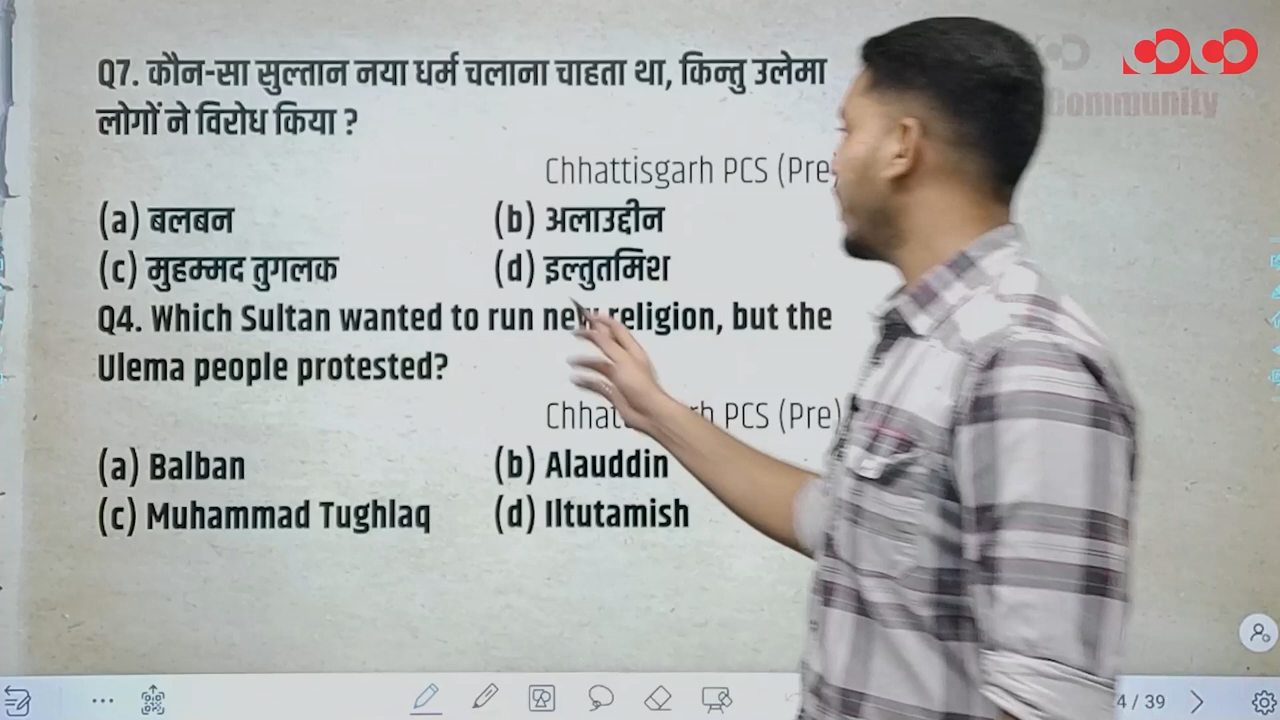 Q7. कौन-सा सुल्तान नया धर्म चलाना चाहता था, किन्तु उलेमा
लोगों ने विरोध किया ?
Chhattisgarh PCS (Pre
(a) बलबन (b) अलाउद्दीन
(c) मुहम्मद तुगलक (d) इल्तुतमिश
Q4. Which Sultan wanted to run new religion, but the
Ulema people protested?
PCS (Pre)
(a) Balban (b) Alauddin
(c) Muhammad Tughlaq (d) Iltutamish
Community
4 / 39